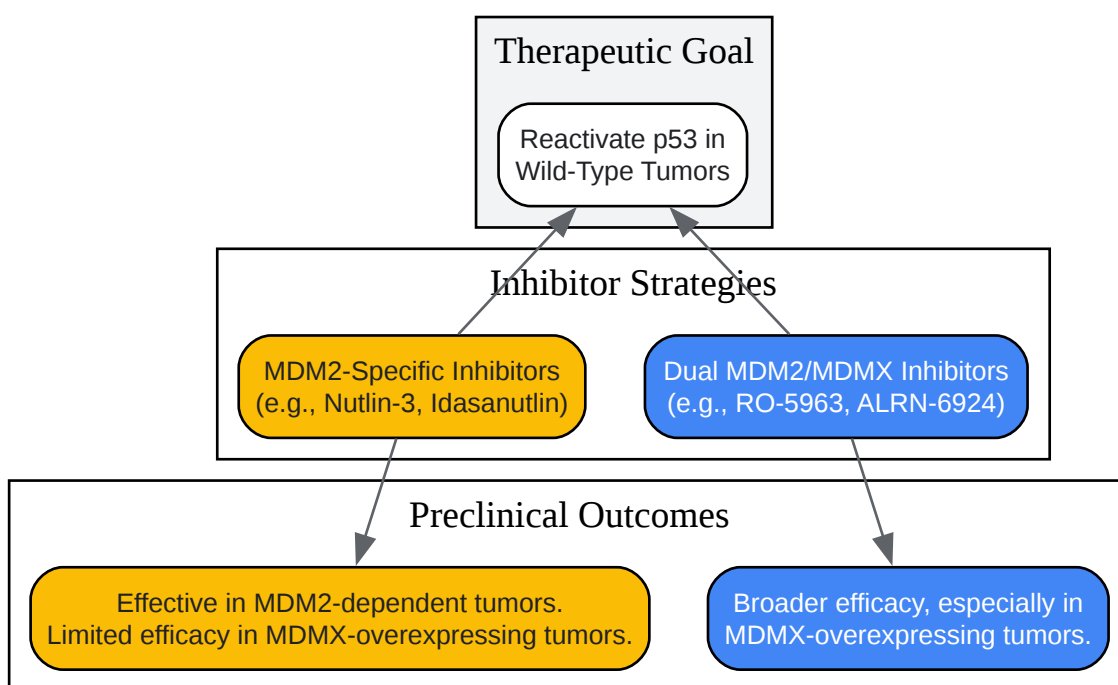 Therapeutic Goal
Reactivate p53 in
Wild-Type Tumors
Inhibitor Strategies
MDM2-Specific Inhibitors
(e.g., Nutlin-3, Idasanutlin)
Dual MDM2/MDMX Inhibitors
(e.g., RO-5963, ALRN-6924)
Preclinical Outcomes
Effective in MDM2-dependent tumors.
Limited efficacy in MDMX-overexpressing tumors.
Broader efficacy, especially in
MDMX-overexpressing tumors.